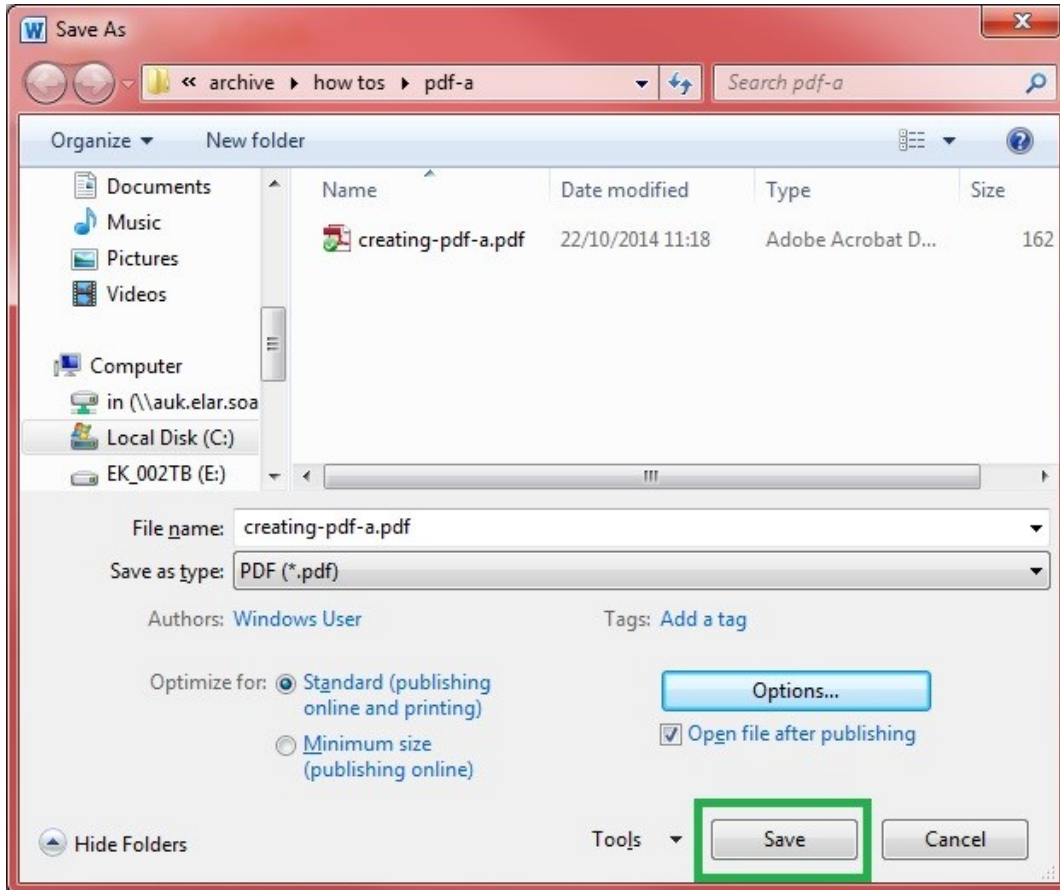 Save As
« archive ▸ how tos ▸ pdf-a
Search pdf-a
Organize
New folder
Documents
Music
Pictures
Videos
Computer
in (\\auk.elar.soa
Local Disk (C:)
EK_002TB (E:)
Name Date modified Type Size
creating-pdf-a.pdf 22/10/2014 11:18 Adobe Acrobat D... 162
File name: creating-pdf-a.pdf
Save as type: PDF (*.pdf)
Authors: Windows User Tags: Add a tag
Optimize for: Standard (publishing
online and printing)
Minimum size
(publishing online)
Options...
Open file after publishing
Hide Folders
Tools
Save
Cancel